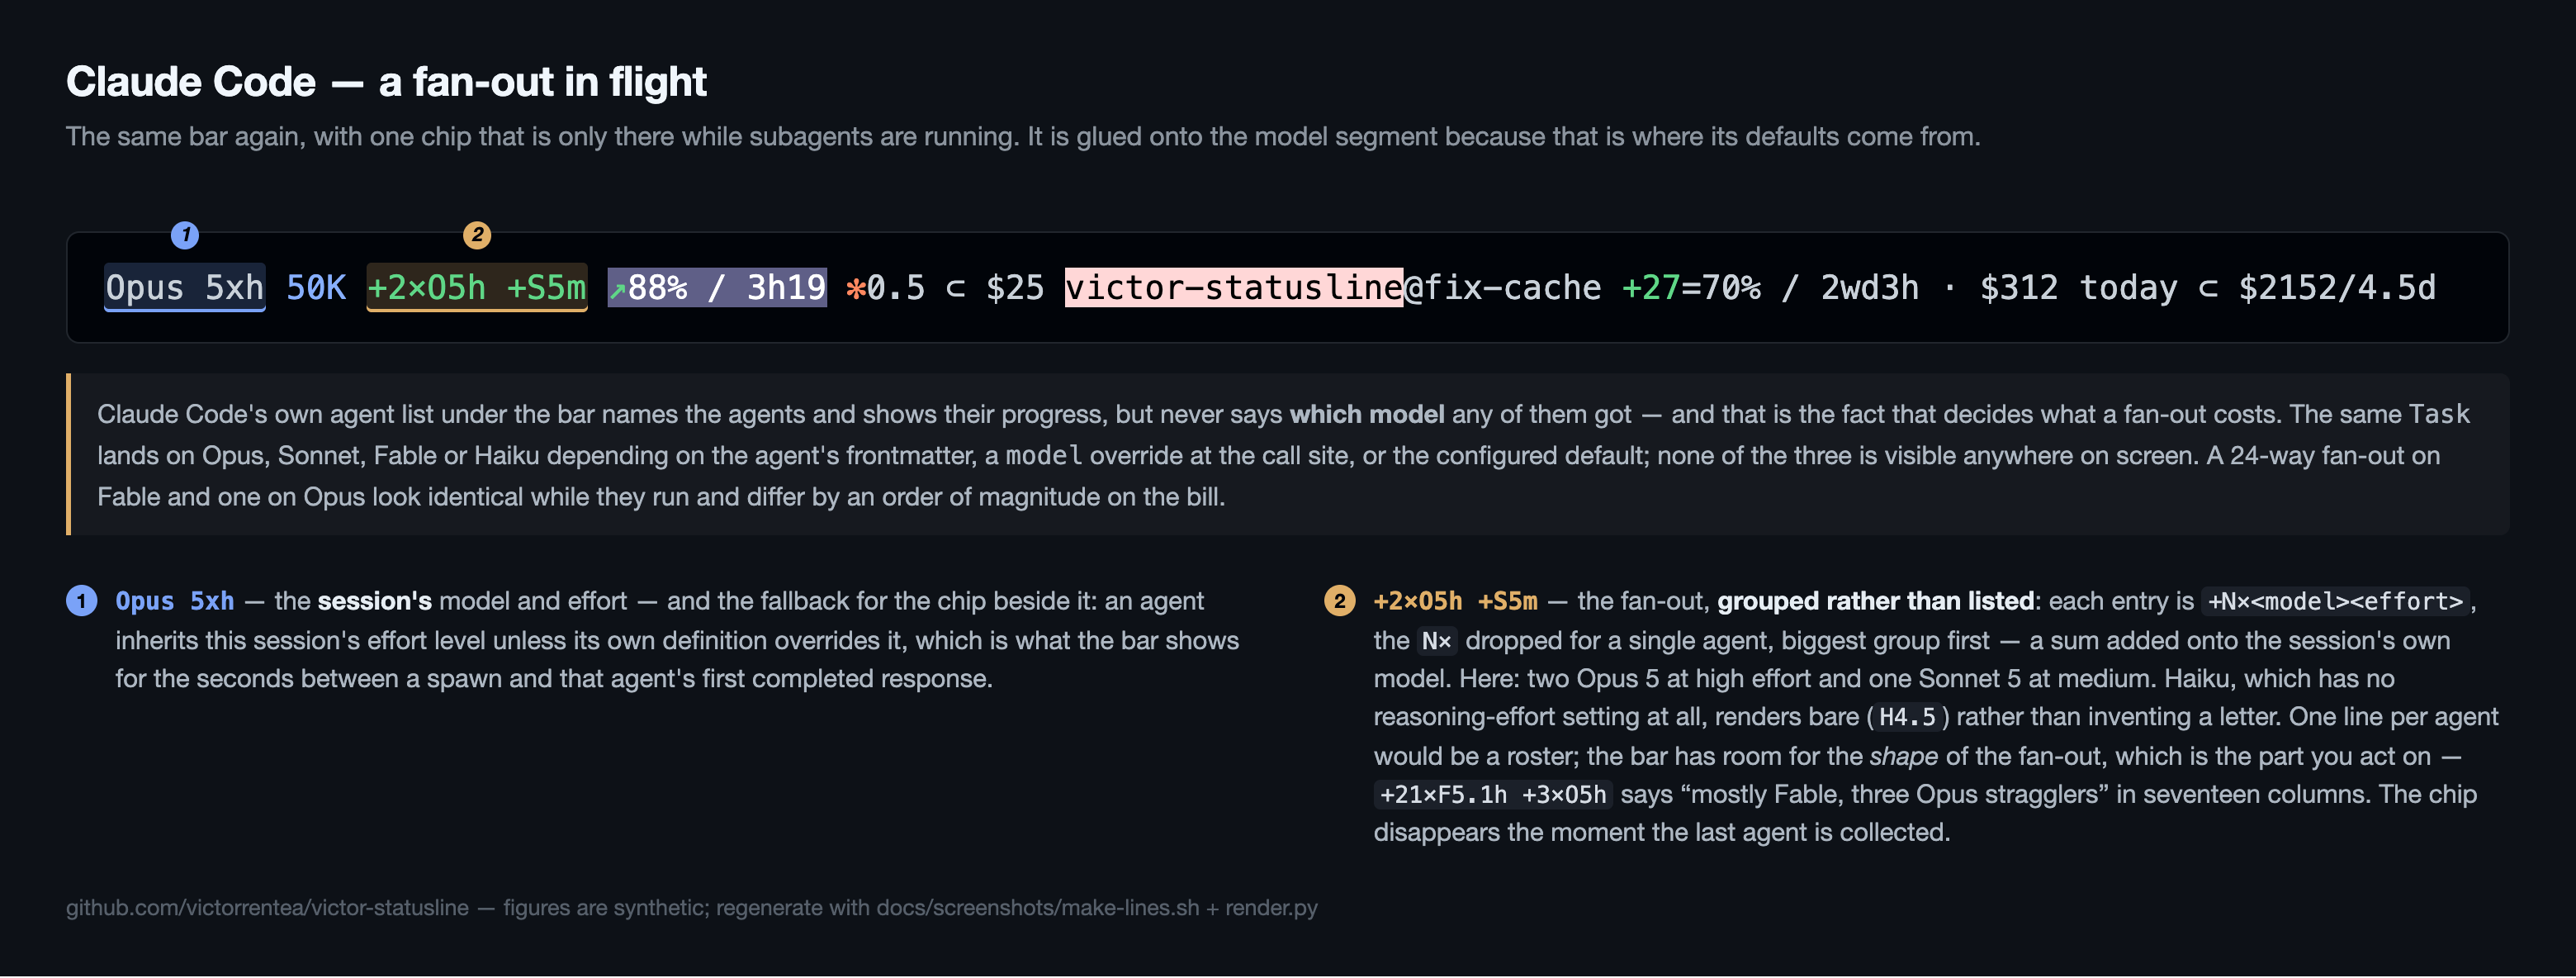 Claude Code — a fan-out in flight
The same bar again, with one chip that is only there while subagents are running. It is glued onto the model segment because that is where its defaults come from.
1 2
Opus 5xh 50K +2×O5h +S5m ↗88% / 3h19 ✻0.5 ⊂ $25 victor-statusline@fix-cache +27=70% / 2wd3h · $312 today ⊂ $2152/4.5d
Claude Code's own agent list under the bar names the agents and shows their progress, but never says which model any of them got — and that is the fact that decides what a fan-out costs. The same Task
lands on Opus, Sonnet, Fable or Haiku depending on the agent's frontmatter, a model override at the call site, or the configured default; none of the three is visible anywhere on screen. A 24-way fan-out on
Fable and one on Opus look identical while they run and differ by an order of magnitude on the bill.
1 Opus 5xh — the session's model and effort — and the fallback for the chip beside it: an agent
inherits this session's effort level unless its own definition overrides it, which is what the bar shows
for the seconds between a spawn and that agent's first completed response.
2 +2×O5h +S5m — the fan-out, grouped rather than listed: each entry is +N×<model><effort>,
the N× dropped for a single agent, biggest group first — a sum added onto the session's own
model. Here: two Opus 5 at high effort and one Sonnet 5 at medium. Haiku, which has no
reasoning-effort setting at all, renders bare (H4.5) rather than inventing a letter. One line per agent
would be a roster; the bar has room for the shape of the fan-out, which is the part you act on —
+21×F5.1h +3×O5h says “mostly Fable, three Opus stragglers” in seventeen columns. The chip
disappears the moment the last agent is collected.
github.com/victorrentea/victor-statusline — figures are synthetic; regenerate with docs/screenshots/make-lines.sh + render.py